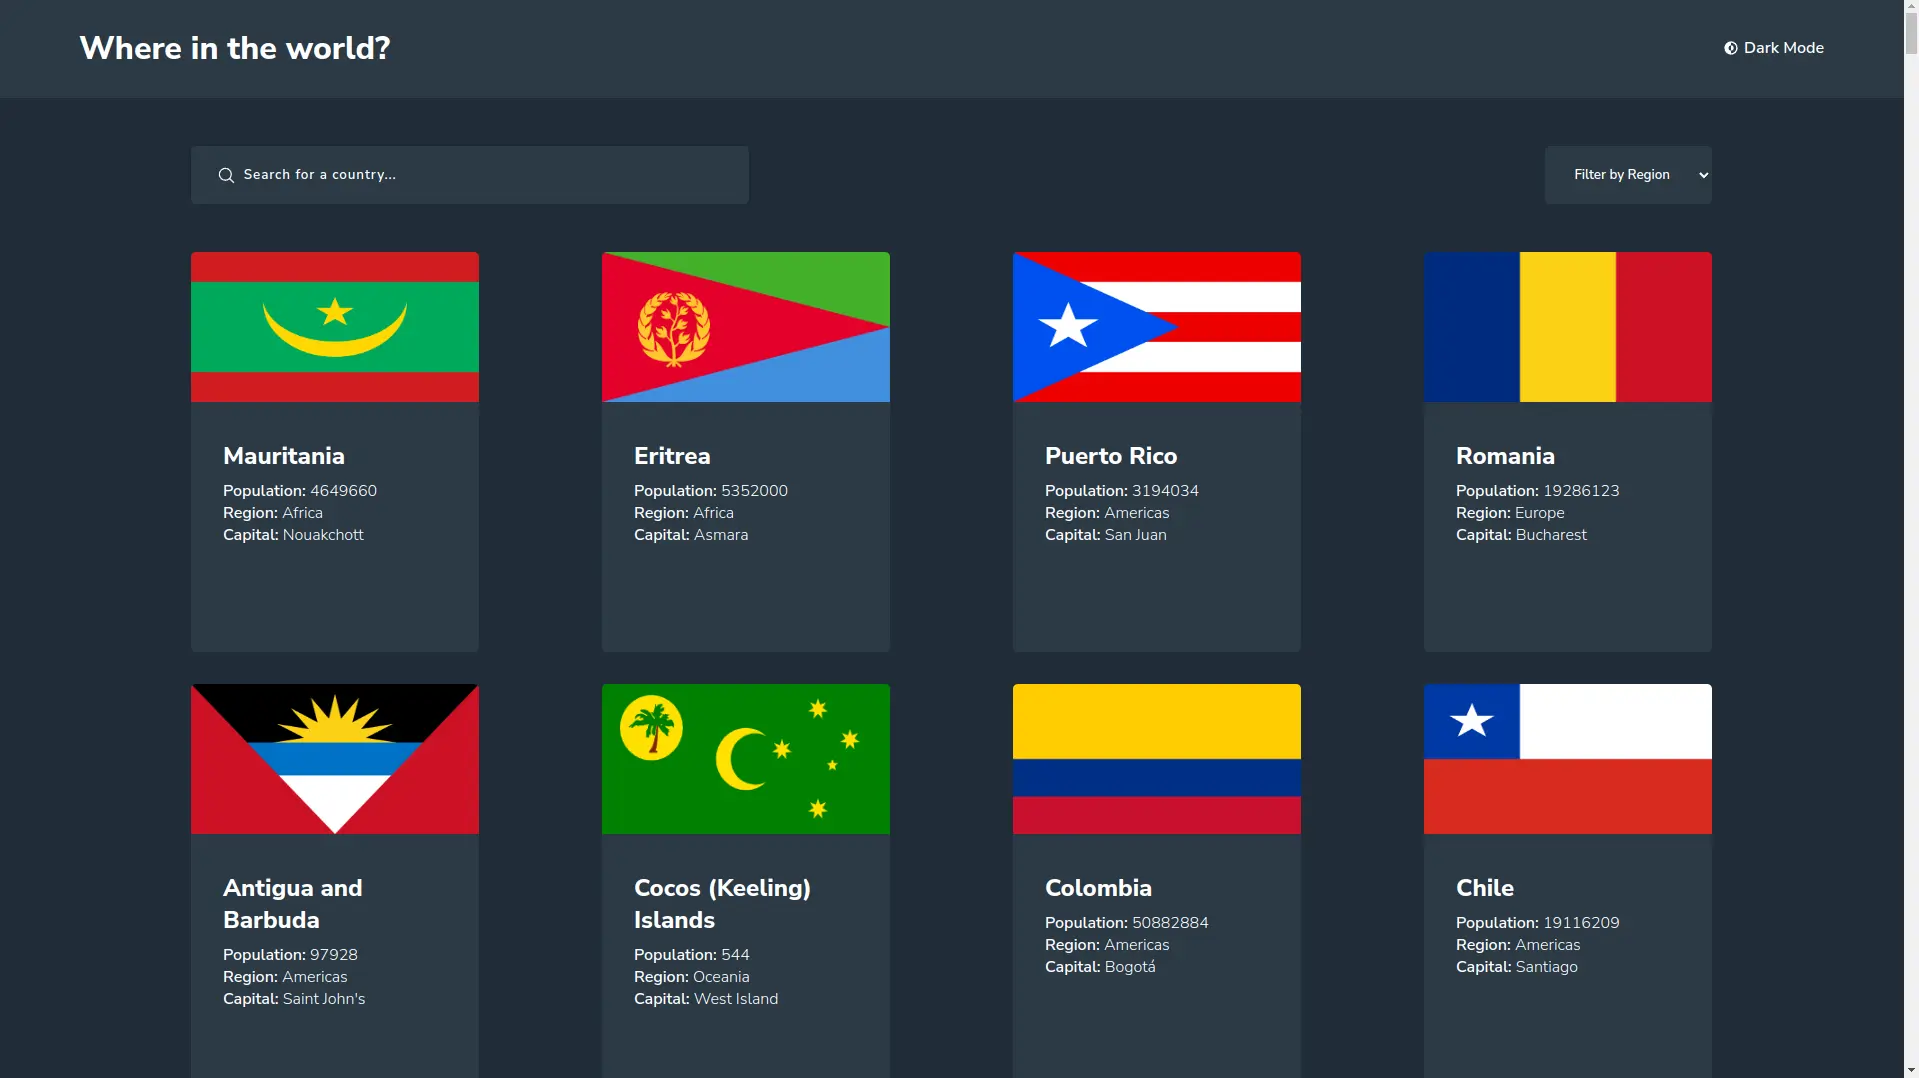 Where in the world?
Dark Mode
Search for a country...
Filter by Region
Mauritania
Population: 4649660
Region: Africa
Capital: Nouakchott
Eritrea
Population: 5352000
Region: Africa
Capital: Asmara
Puerto Rico
Population: 3194034
Region: Americas
Capital: San Juan
Romania
Population: 19286123
Region: Europe
Capital: Bucharest
Antigua and
Barbuda
Population: 97928
Region: Americas
Capital: Saint John's
Cocos (Keeling)
Islands
Population: 544
Region: Oceania
Capital: West Island
Colombia
Population: 50882884
Region: Americas
Capital: Bogotá
Chile
Population: 19116209
Region: Americas
Capital: Santiago